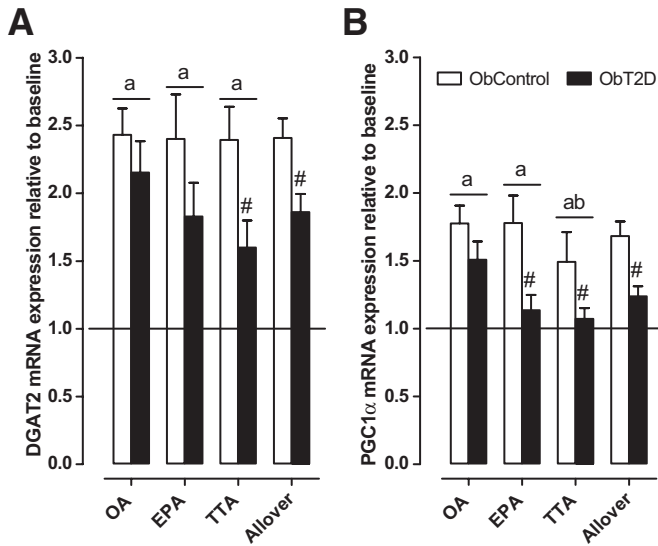 A
DGAT2 mRNA expression relative to baseline
3.0
2.5
2.0
1.5
1.0
0.5
0.0
a
a
a
#
#
OA
EPA
TTA
Allover
B
PGC1α mRNA expression relative to baseline
3.0
2.5
2.0
1.5
1.0
0.5
0.0
ObControl
ObT2D
a
a
ab
#
#
#
OA
EPA
TTA
Allover